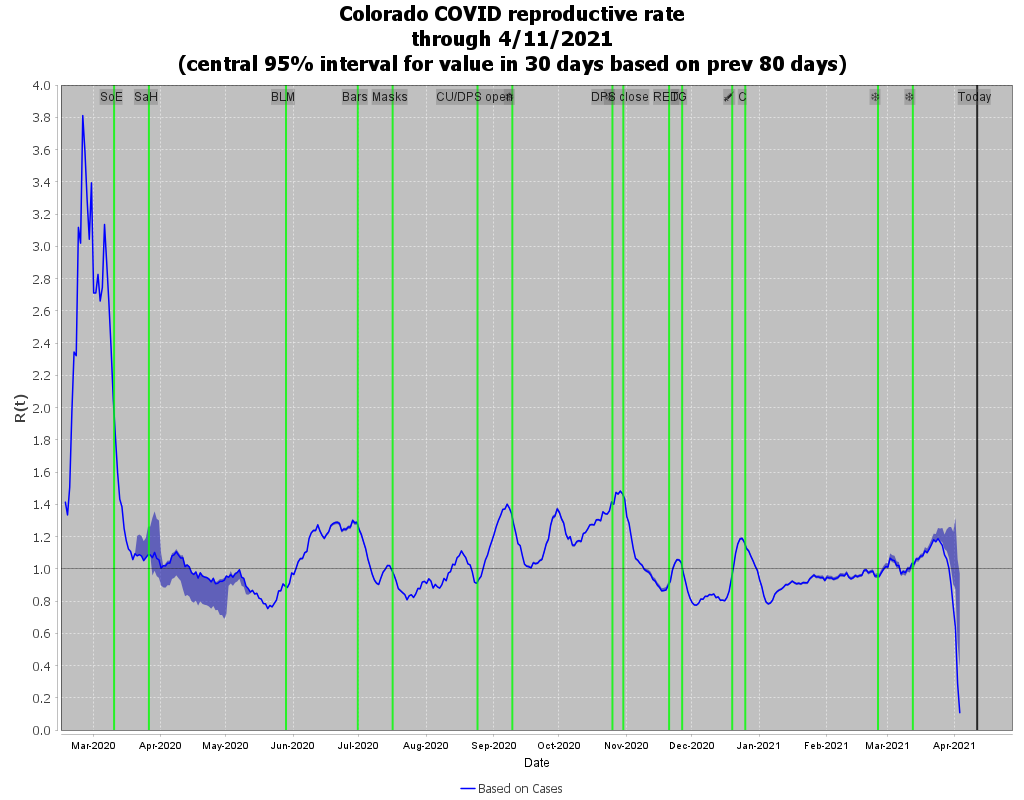 Colorado COVID reproductive rate
through 4/11/2021
(central 95% interval for value in 30 days based on prev 80 days)
4.0
3.8
3.6
3.4
3.2
3.0
2.8
2.6
2.4
2.2
2.0
1.8
1.6
1.4
1.2
1.0
0.8
0.6
0.4
0.2
0.0
R(t)
SoE SaH BLM Bars Masks CU/DPS open DPS close RED TG C Today
Mar-2020 Apr-2020 May-2020 Jun-2020 Jul-2020 Aug-2020 Sep-2020 Oct-2020 Nov-2020 Dec-2020 Jan-2021 Feb-2021 Mar-2021 Apr-2021
Date
Based on Cases